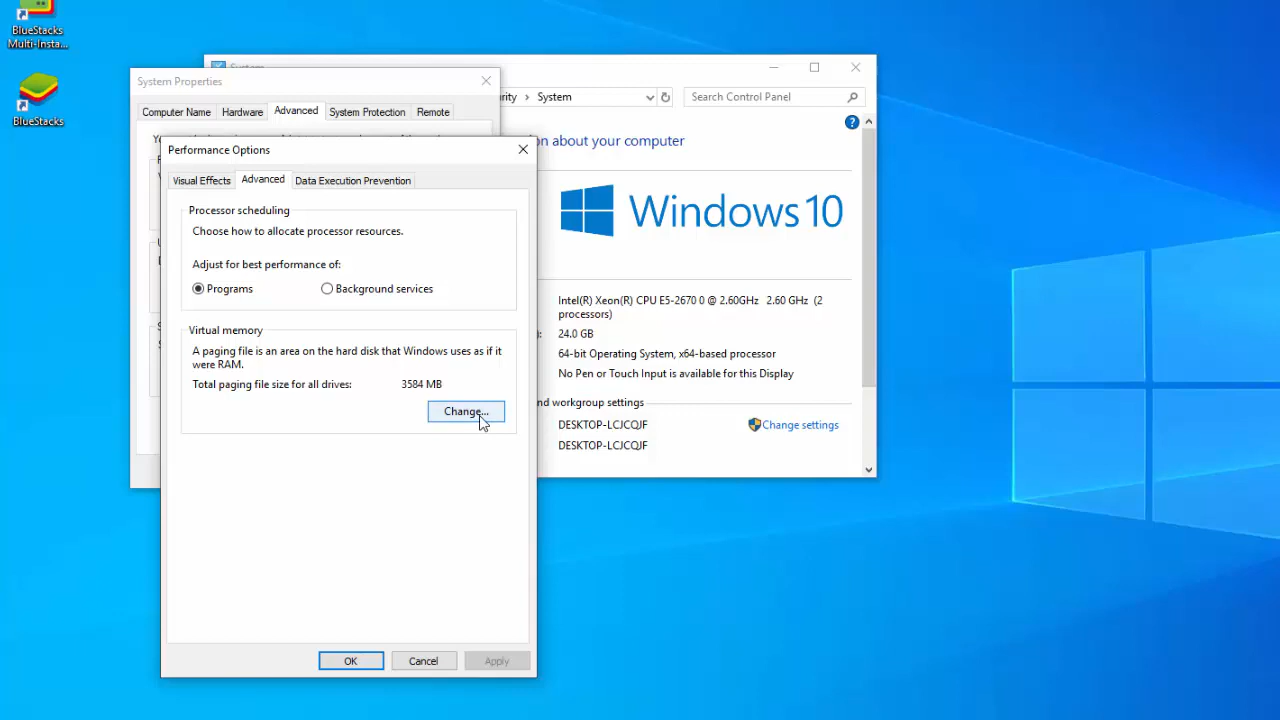 BlueStacks
Multi-Insta...
BlueStacks
System
System Properties
Computer Name
Hardware
Advanced
System Protection
Remote
Performance Options
Visual Effects
Advanced
Data Execution Prevention
Processor scheduling
Choose how to allocate processor resources.
Adjust for best performance of:
Programs
Background services
Virtual memory
A paging file is an area on the hard disk that Windows uses as if it
were RAM.
Total paging file size for all drives: 3584 MB
Change...
OK
Cancel
Apply
System
Search Control Panel
on about your computer
Windows 10
Intel(R) Xeon(R) CPU E5-2670 0 @ 2.60GHz 2.60 GHz (2
processors)
24.0 GB
64-bit Operating System, x64-based processor
No Pen or Touch Input is available for this Display
nd workgroup settings
DESKTOP-LCJCQJF
Change settings
DESKTOP-LCJCQJF